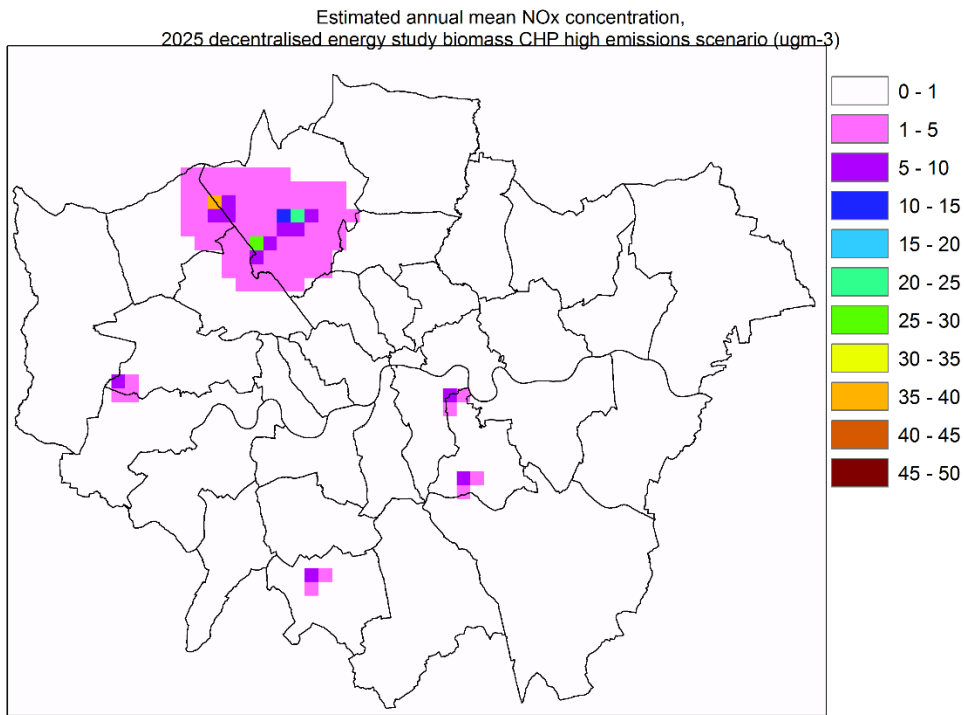 Estimated annual mean NOx concentration,
2025 decentralised energy study biomass CHP high emissions scenario (ugm-3)
0 - 1
1 - 5
5 - 10
10 - 15
15 - 20
20 - 25
25 - 30
30 - 35
35 - 40
40 - 45
45 - 50